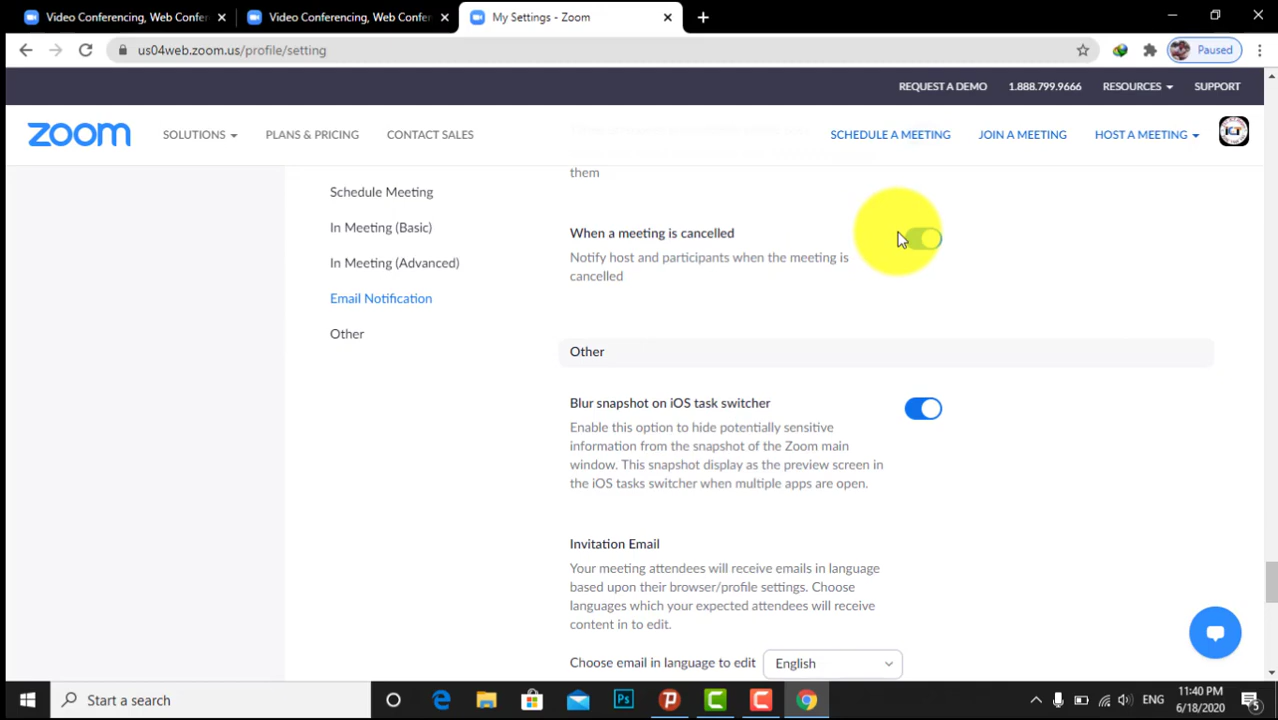 Video Conferencing, Web Confer
Video Conferencing, Web Confer
My Settings - Zoom
us04web.zoom.us/profile/setting
Paused
REQUEST A DEMO
1.888.799.9666
RESOURCES
SUPPORT
zoom
SOLUTIONS
PLANS & PRICING
CONTACT SALES
SCHEDULE A MEETING
JOIN A MEETING
HOST A MEETING
Schedule Meeting
In Meeting (Basic)
In Meeting (Advanced)
Email Notification
Other
them
When a meeting is cancelled
Notify host and participants when the meeting is
cancelled
Other
Blur snapshot on iOS task switcher
Enable this option to hide potentially sensitive
information from the snapshot of the Zoom main
window. This snapshot display as the preview screen in
the iOS tasks switcher when multiple apps are open.
Invitation Email
Your meeting attendees will receive emails in language
based upon their browser/profile settings. Choose
languages which your expected attendees will receive
content in to edit.
Choose email in language to edit
English
Start a search
Ps
ENG
11:40 PM
6/18/2020
5